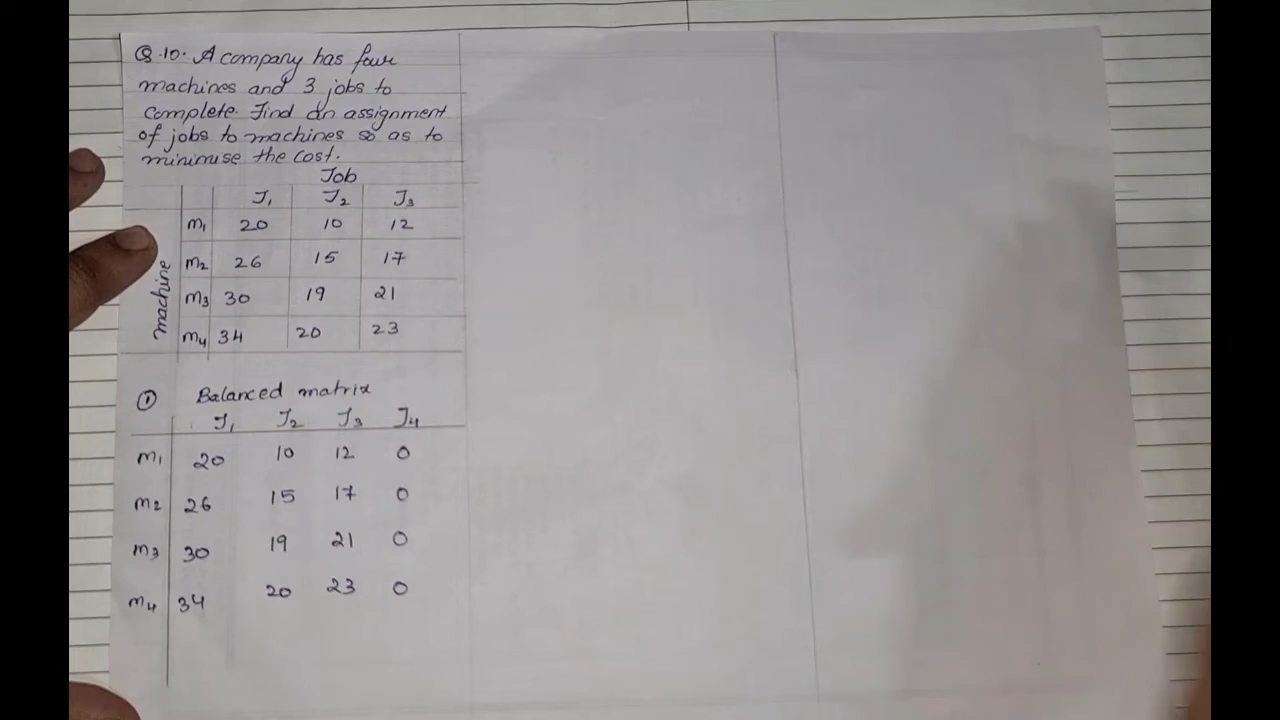 Q.10. A company has four
machines and 3 jobs to
complete. Find an assignment
of jobs to machines so as to
minimise the cost.
Job
J1 J2 J3
machine
M1 20 10 12
M2 26 15 17
M3 30 19 21
M4 34 20 23
① Balanced matrix
J1 J2 J3 J4
M1 20 10 12 0
M2 26 15 17 0
M3 30 19 21 0
M4 34 20 23 0